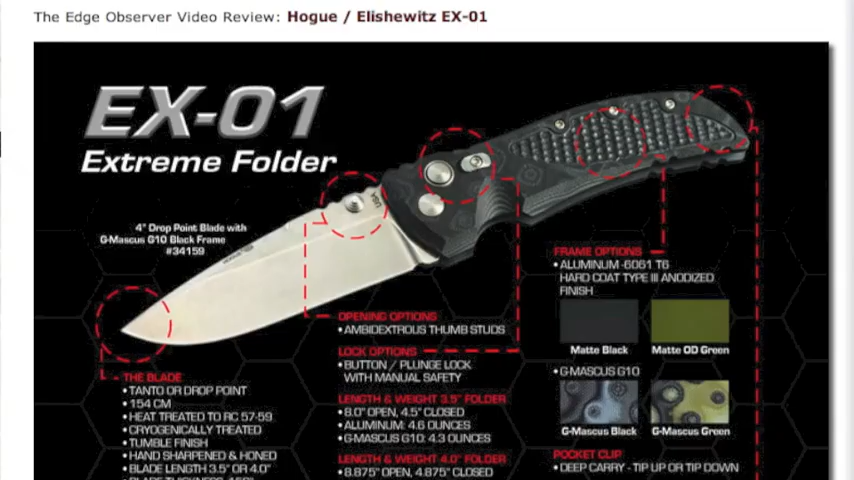 The Edge Observer Video Review: Hogue / Elishewitz EX-01
EX-01
Extreme Folder
4" Drop Point Blade with
G-Mascus G10 Black Frame
#34159
USA
OPENING OPTIONS
• AMBIDEXTROUS THUMB STUDS
LOCK OPTIONS
• BUTTON / PLUNGE LOCK
WITH MANUAL SAFETY
LENGTH & WEIGHT 3.5" FOLDER
• 8.0" OPEN, 4.5" CLOSED
• ALUMINUM: 4.6 OUNCES
• G-MASCUS G10: 4.3 OUNCES
LENGTH & WEIGHT 4.0" FOLDER
• 8.875" OPEN, 4.875" CLOSED
THE BLADE
• TANTO OR DROP POINT
• 154 CM
• HEAT TREATED TO RC 57-59
• CRYOGENICALLY TREATED
• TUMBLE FINISH
• HAND SHARPENED & HONED
• BLADE LENGTH 3.5" OR 4.0"
FRAME OPTIONS
• ALUMINUM -6061 T6
HARD COAT TYPE III ANODIZED
FINISH
Matte Black
Matte OD Green
• G-MASCUS G10
G-Mascus Black
G-Mascus Green
POCKET CLIP
• DEEP CARRY - TIP UP OR TIP DOWN